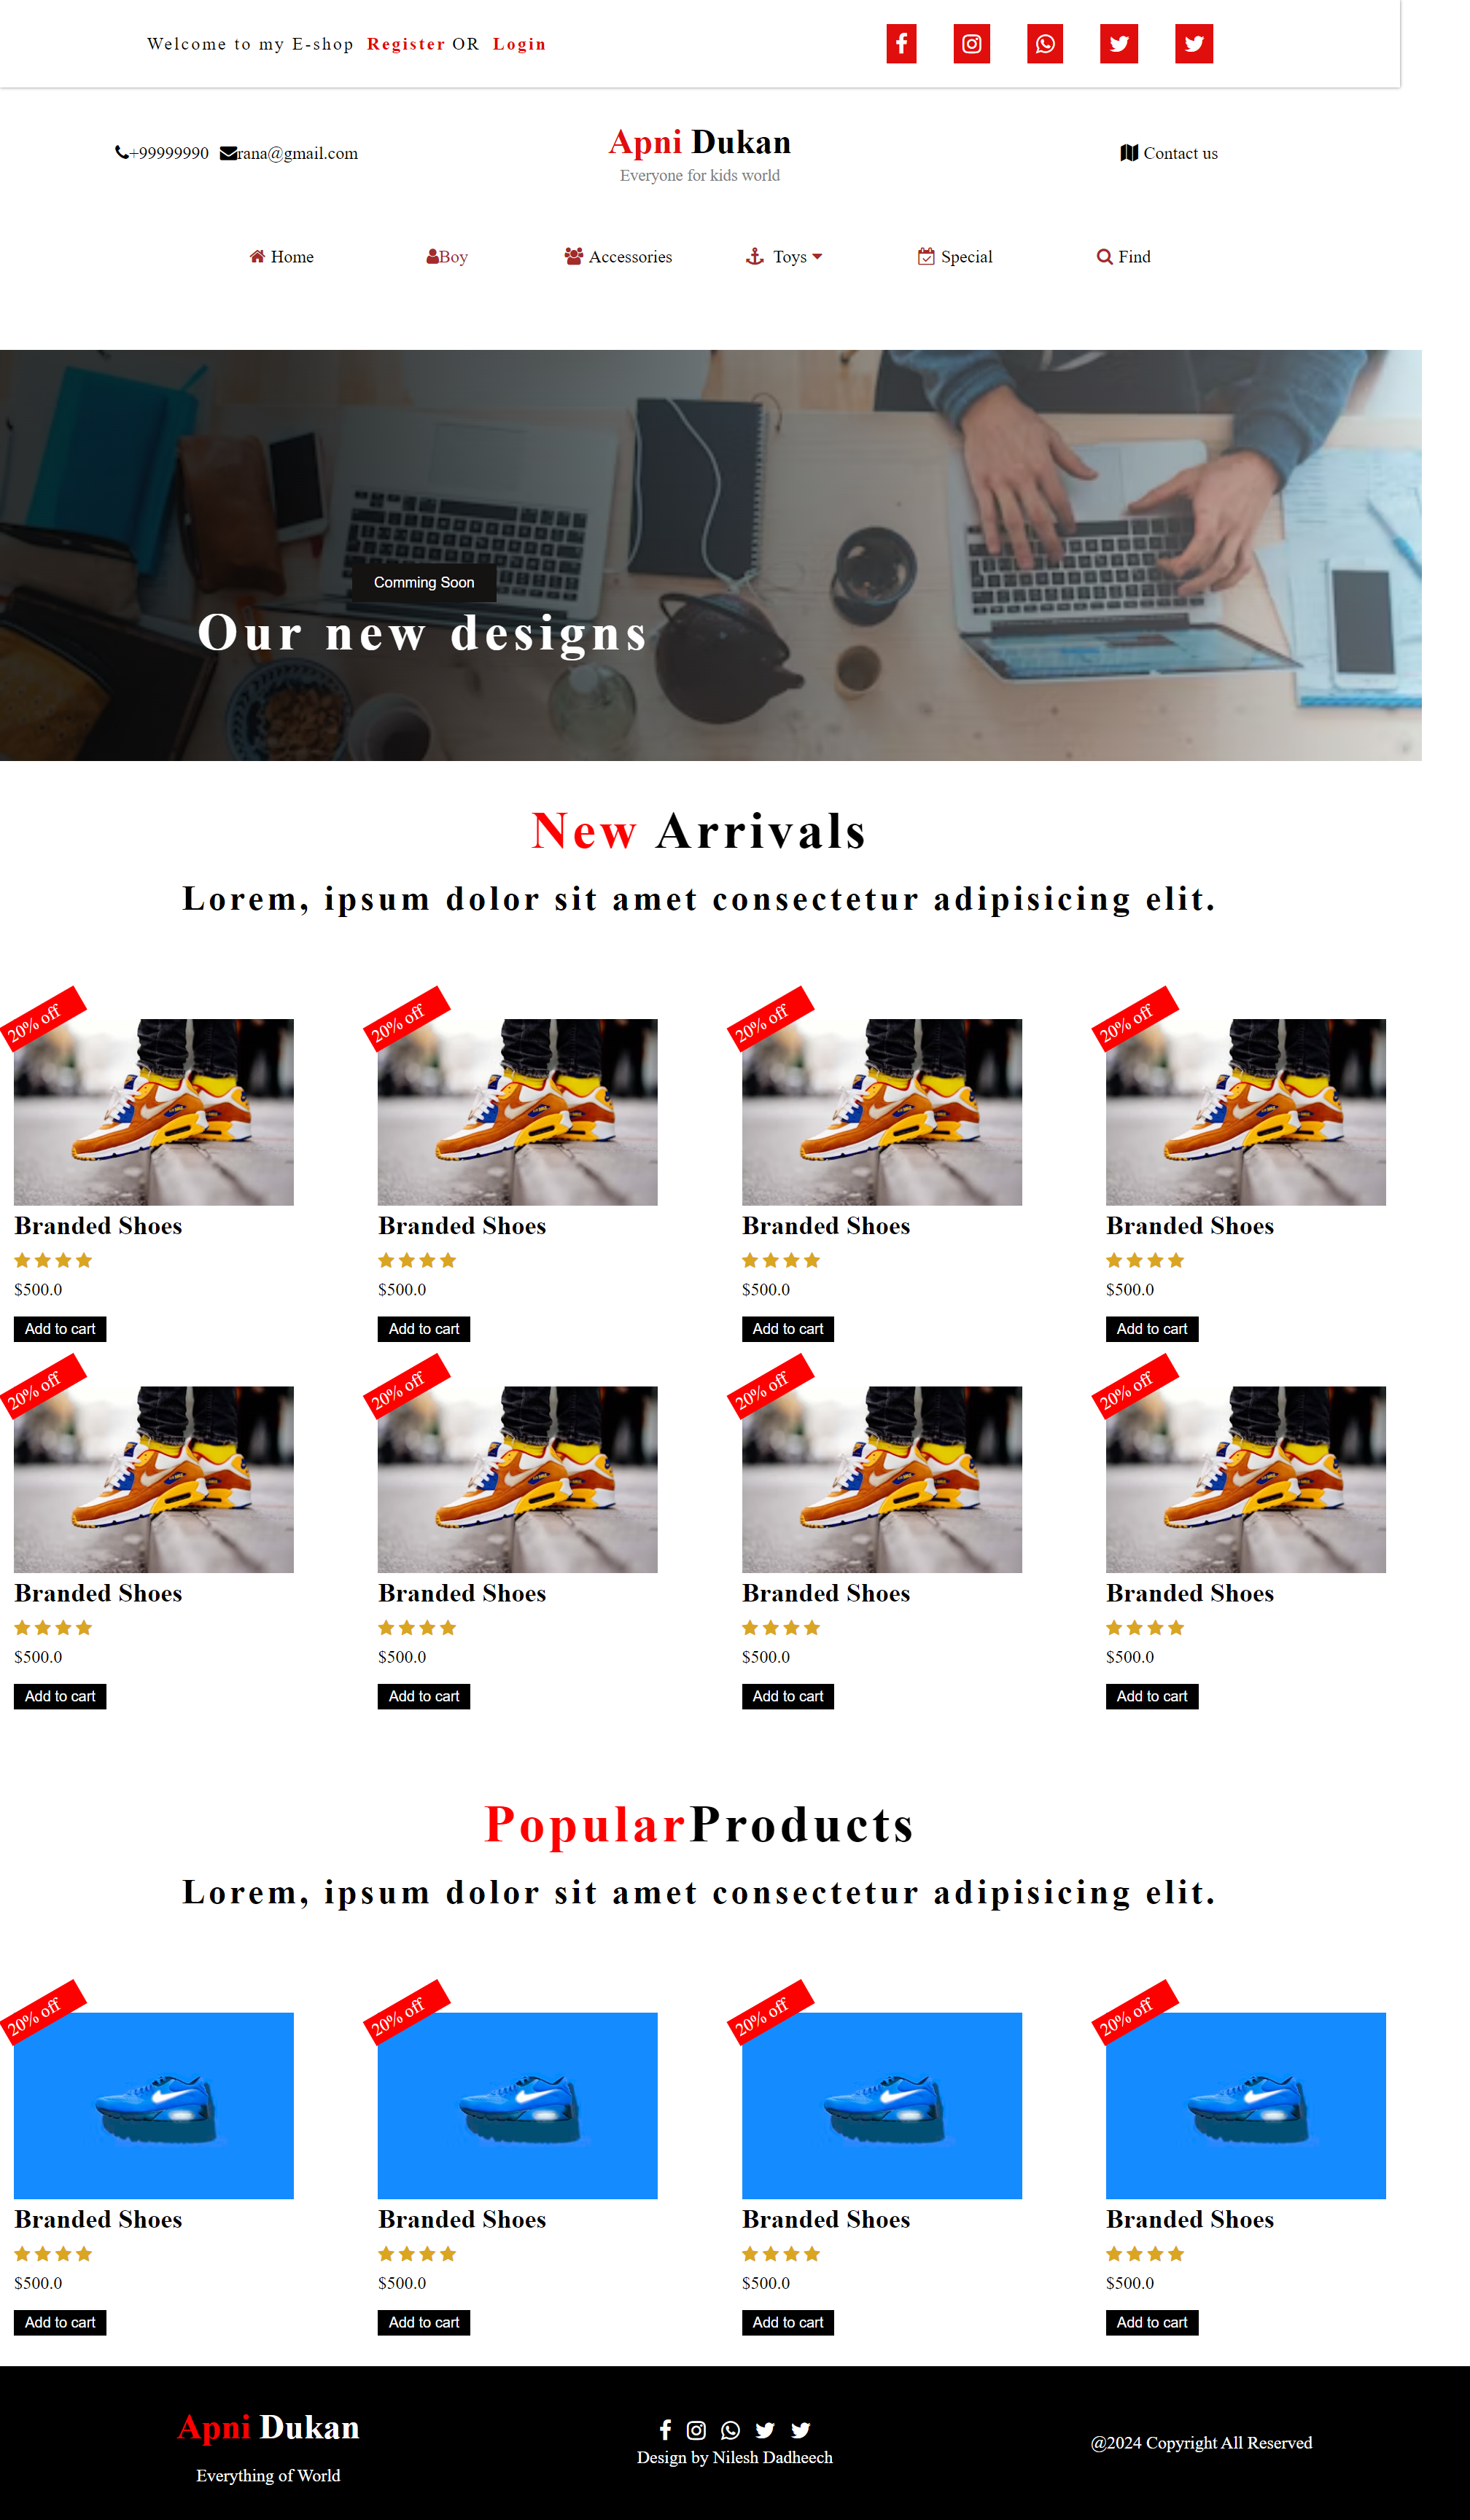 Welcome to my E-shop Register OR Login
+99999990 rana@gmail.com
Apni Dukan
Everyone for kids world
Contact us
Home Boy Accessories Toys Special Find
Comming Soon
Our new designs
New Arrivals
Lorem, ipsum dolor sit amet consectetur adipisicing elit.
20% off 20% off 20% off 20% off
Branded Shoes Branded Shoes Branded Shoes Branded Shoes
$500.0 $500.0 $500.0 $500.0
Add to cart Add to cart Add to cart Add to cart
20% off 20% off 20% off 20% off
Branded Shoes Branded Shoes Branded Shoes Branded Shoes
$500.0 $500.0 $500.0 $500.0
Add to cart Add to cart Add to cart Add to cart
PopularProducts
Lorem, ipsum dolor sit amet consectetur adipisicing elit.
20% off 20% off 20% off 20% off
Branded Shoes Branded Shoes Branded Shoes Branded Shoes
$500.0 $500.0 $500.0 $500.0
Add to cart Add to cart Add to cart Add to cart
Apni Dukan
Everything of World
Design by Nilesh Dadheech
@2024 Copyright All Reserved